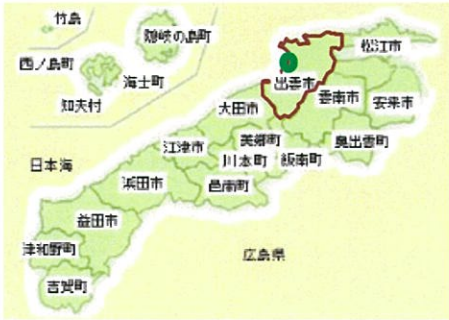 竹島
隠岐の島町
西ノ島町
海士町
知夫村
松江市
出雲市
雲南市
安来市
大田市
美郷町
奥出雲町
江津市
川本町
飯南町
日本海
浜田市
邑南町
益田市
津和野町
広島県
吉賀町